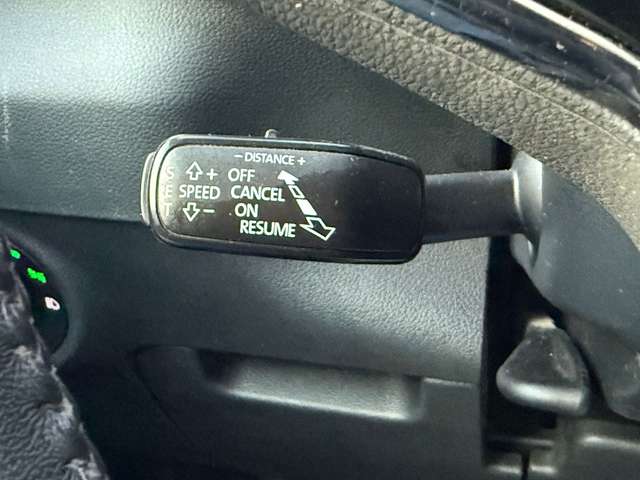 - DISTANCE +
S + OFF
E SPEED CANCEL
T - ON
RESUME